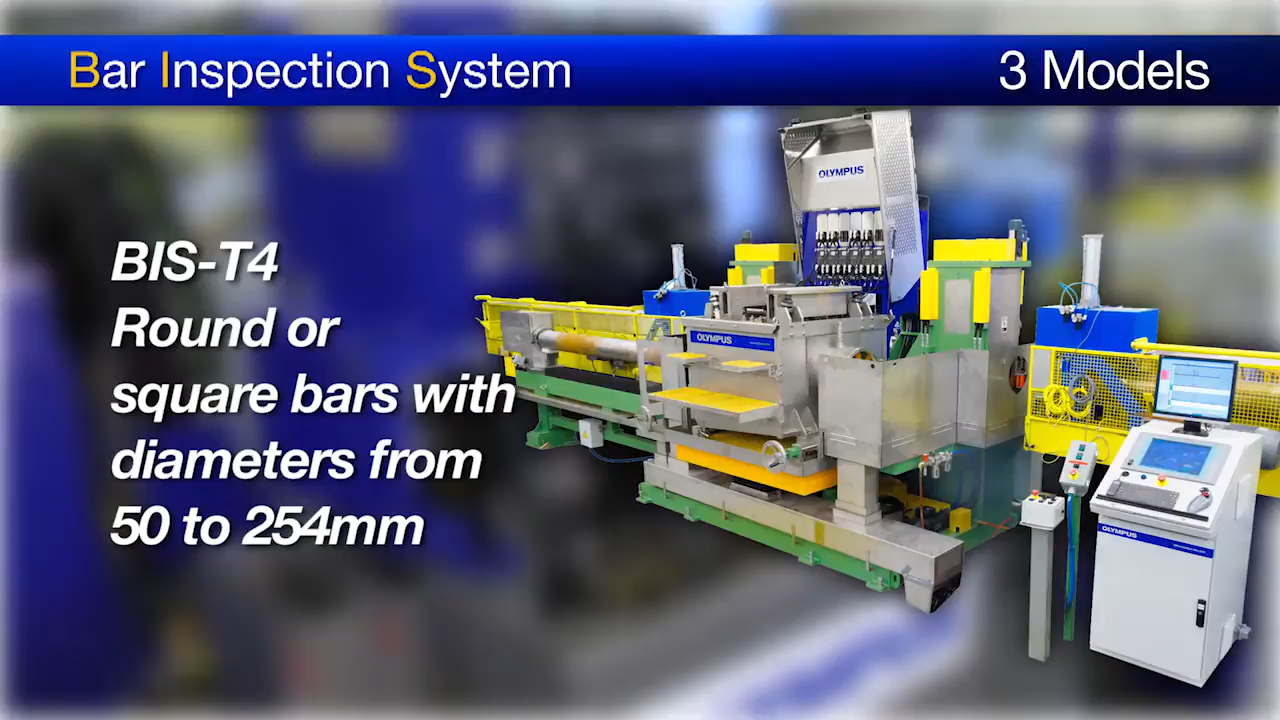 Bar Inspection System
3 Models
OLYMPUS
BIS-T4
Round or
square bars with
diameters from
50 to 254mm
OLYMPUS
OLYMPUS